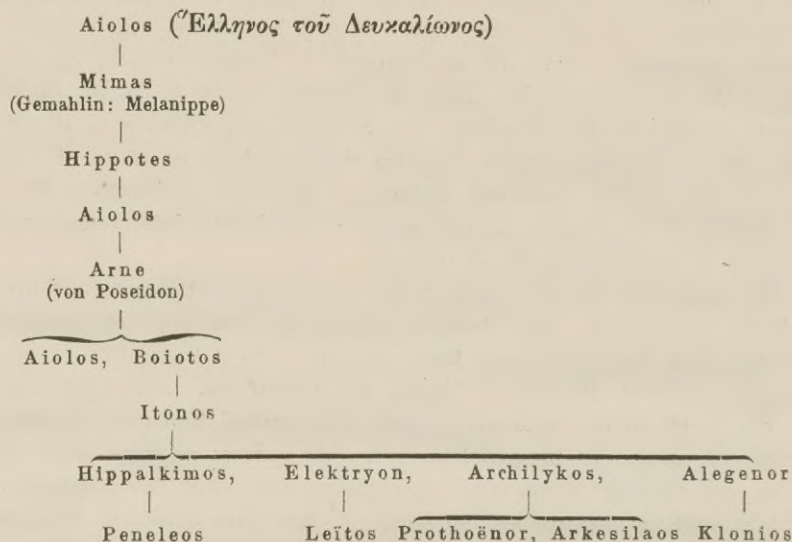 Aiolos (Ἕλληνος τοῦ Δευκαλίωνος)
Mimas
(Gemahlin: Melanippe)
Hippotes
Aiolos
Arne
(von Poseidon)
Aiolos, Boiotos
Itonos
Hippalkimos, Elektryon, Archilykos, Alegenor
Peneleos Leïtos Prothoënor, Arkesilaos Klonios